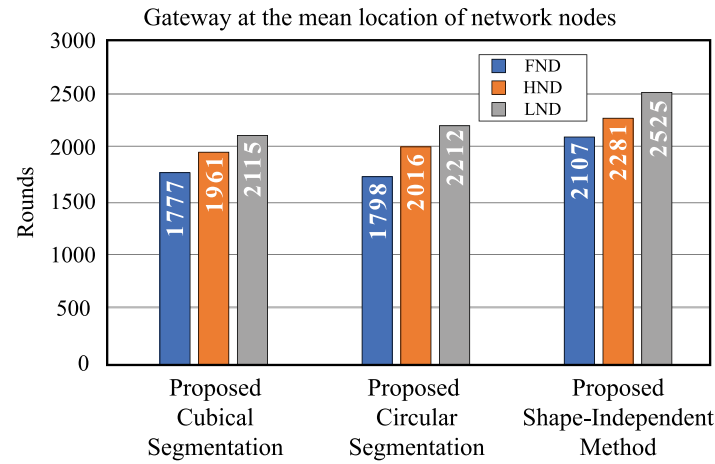 Gateway at the mean location of network nodes
3000
2500
2000
1500
1000
500
0
Rounds
FND
HND
LND
1777
1961
2115
1798
2016
2212
2107
2281
2525
Proposed
Cubical
Segmentation
Proposed
Circular
Segmentation
Proposed
Shape-Independent
Method